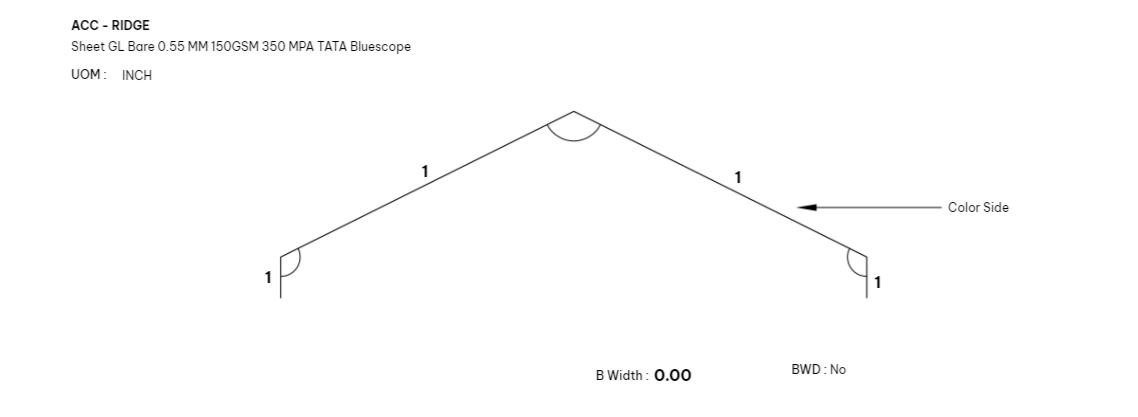 ACC - RIDGE
Sheet GL Bare 0.55 MM 150GSM 350 MPA TATA Bluescope
UOM : INCH
1
1
Color Side
1
1
B Width : 0.00
BWD : No